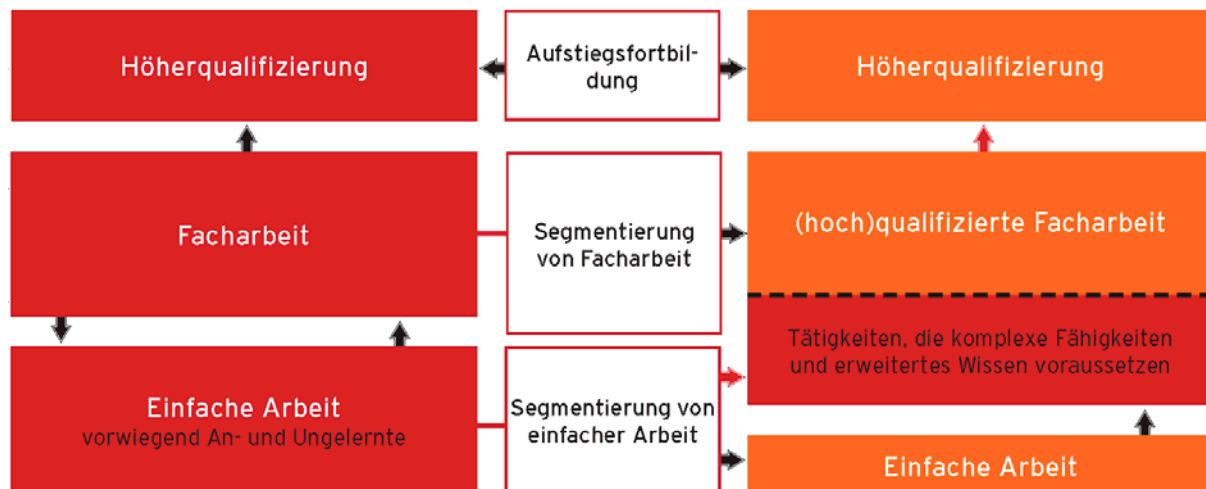 Höherqualifizierung
Aufstiegsfortbil-
dung
Höherqualifizierung
Facharbeit
Segmentierung
von Facharbeit
(hoch)qualifizierte Facharbeit
Tätigkeiten, die komplexe Fähigkeiten
und erweitertes Wissen voraussetzen
Einfache Arbeit
vorwiegend An- und Ungelernte
Segmentierung von
einfacher Arbeit
Einfache Arbeit